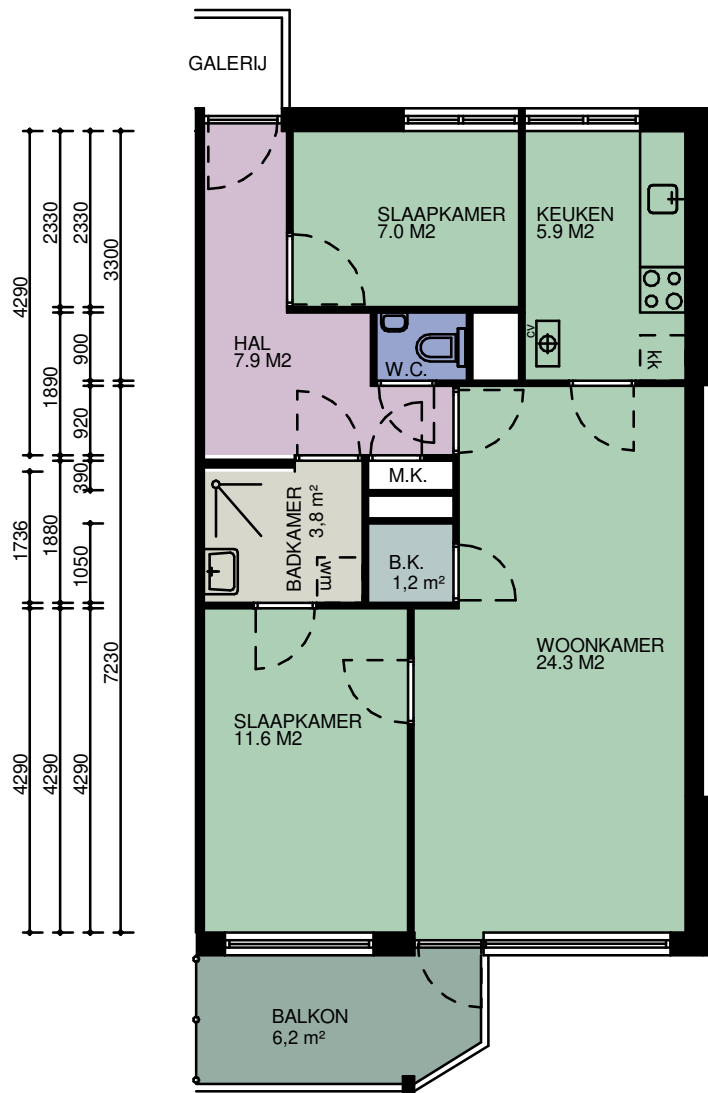 GALERIJ
SLAAPKAMER
7.0 M2
KEUKEN
5.9 M2
HAL
7.9 M2
W.C.
CV
kk
M.K.
BADKAMER
3,8 m²
wm
B.K.
1,2 m²
WOONKAMER
24.3 M2
SLAAPKAMER
11.6 M2
BALKON
6,2 m²
4290
2330
2330
3300
900
1890
920
390
1736
1880
1050
7230
4290
4290
4290